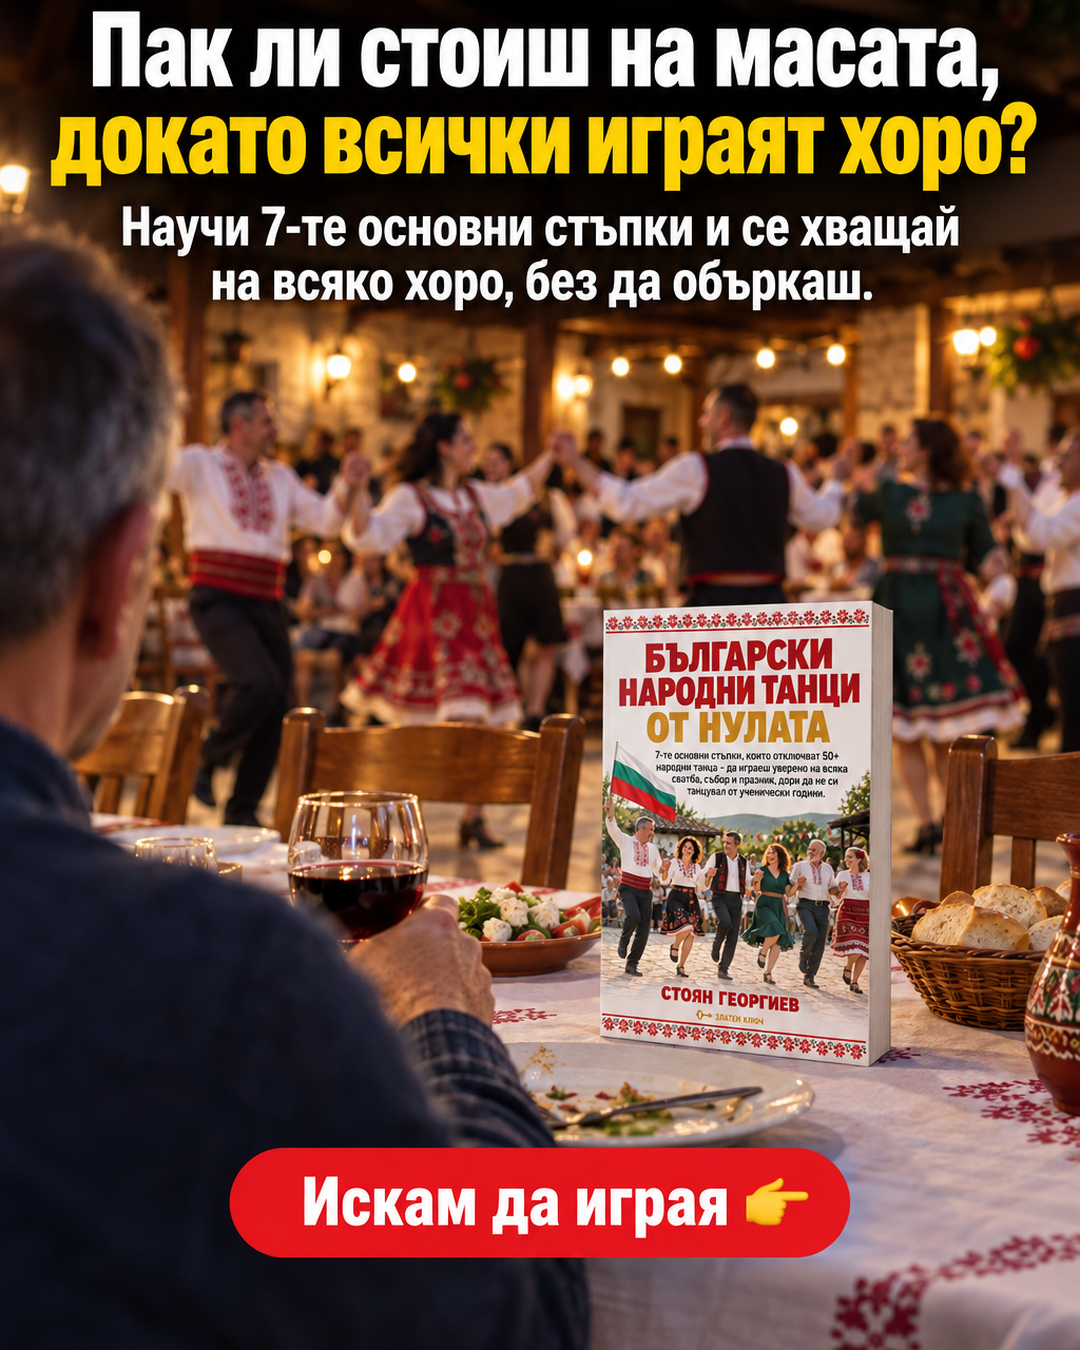 Пак ли стоиш на масата,
докато всички играят хоро?
Научи 7-те основни стъпки и се хващай
на всяко хоро, без да объркаш.
БЪЛГАРСКИ
НАРОДНИ ТАНЦИ
ОТ НУЛАТА
7-те основни стъпки, които отключват 50+
народни танца – да играеш уверено на всяка
сватба, събор и празник, дори да не си
танцувал от ученически години.
СТОЯН ГЕОРГИЕВ
ЗЛАТЕН КЛЮЧ
Искам да играя